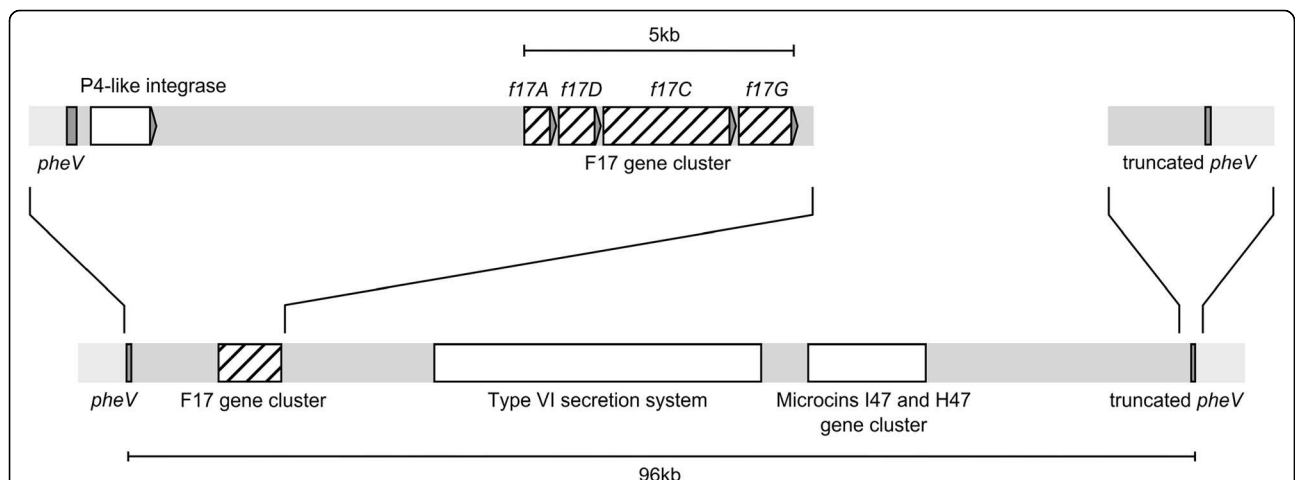 5kb
P4-like integrase
f17A f17D f17C f17G
pheV
F17 gene cluster
truncated pheV
pheV
F17 gene cluster
Type VI secretion system
Microcins I47 and H47
gene cluster
truncated pheV
96kb